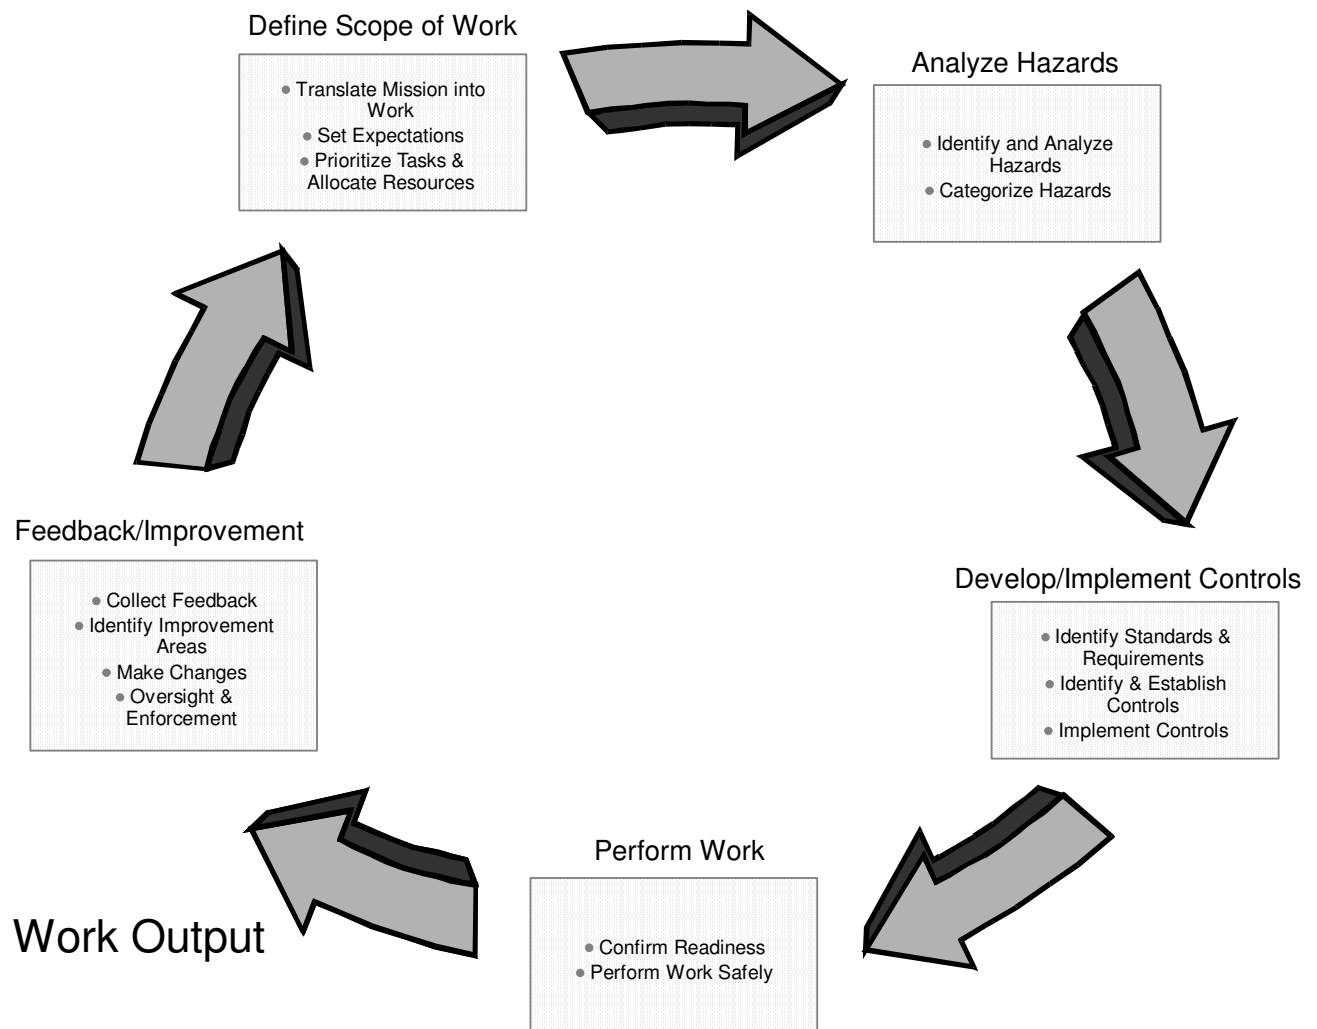 Define Scope of Work
● Translate Mission into
Work
● Set Expectations
● Prioritize Tasks &
Allocate Resources
Analyze Hazards
● Identify and Analyze
Hazards
● Categorize Hazards
Develop/Implement Controls
● Identify Standards &
Requirements
● Identify & Establish
Controls
● Implement Controls
Perform Work
● Confirm Readiness
● Perform Work Safely
Feedback/Improvement
● Collect Feedback
● Identify Improvement
Areas
● Make Changes
● Oversight &
Enforcement
Work Output